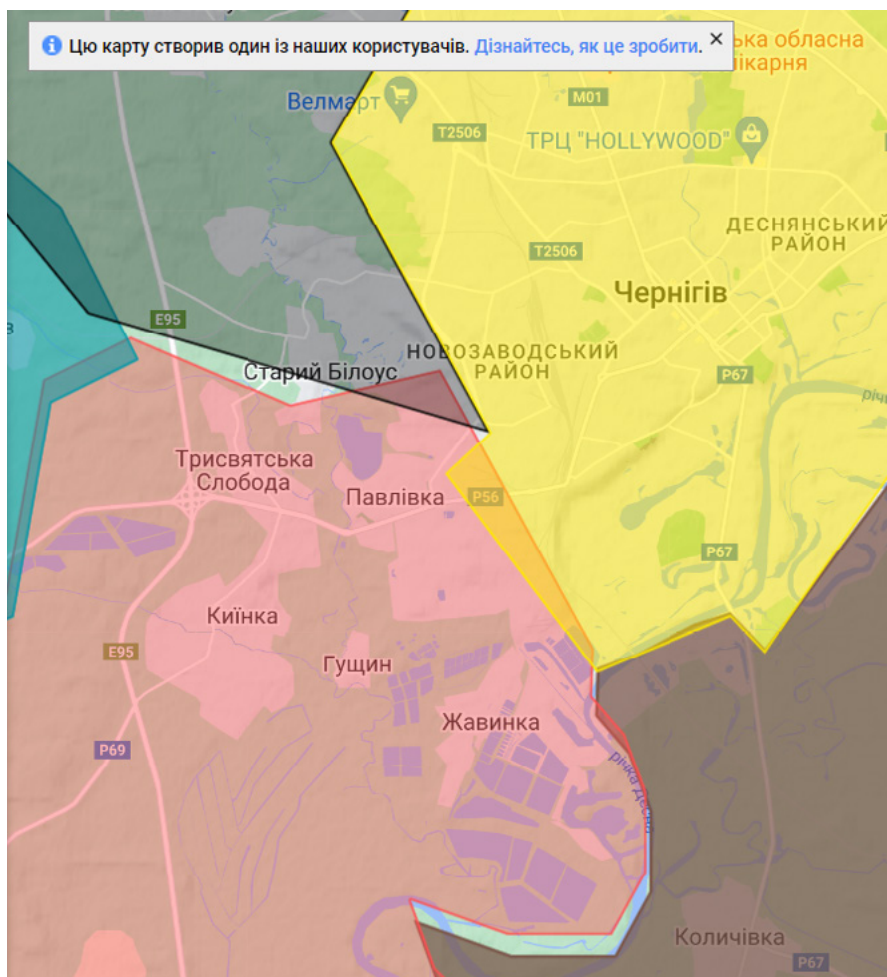 Цю карту створив один із наших користувачів. Дізнайтесь, як це зробити.
ька обласна
лікарня
Велмарт
M01
T2506
ТРЦ "HOLLYWOOD"
ДЕСНЯНСЬКИЙ
РАЙОН
T2506
Чернігів
E95
НОВОЗАВОДСЬКИЙ
РАЙОН
Старий Білоус
P67
річк
Трисвятська
Слобода
Павлівка
P56
P67
Киїнка
E95
Гущин
Жавинка
P69
річка Десна
Количівка
P67